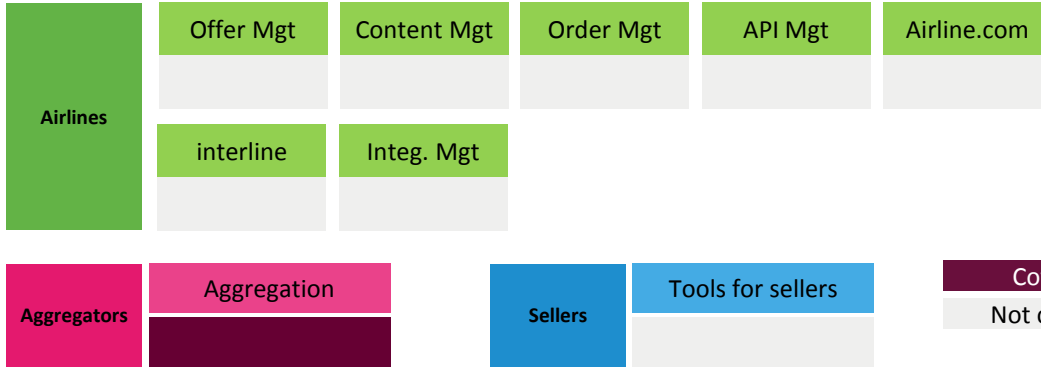 Offer Mgt
Content Mgt
Order Mgt
API Mgt
Airline.com
Airlines
interline
Integ. Mgt
Aggregators
Aggregation
Sellers
Tools for sellers
Not